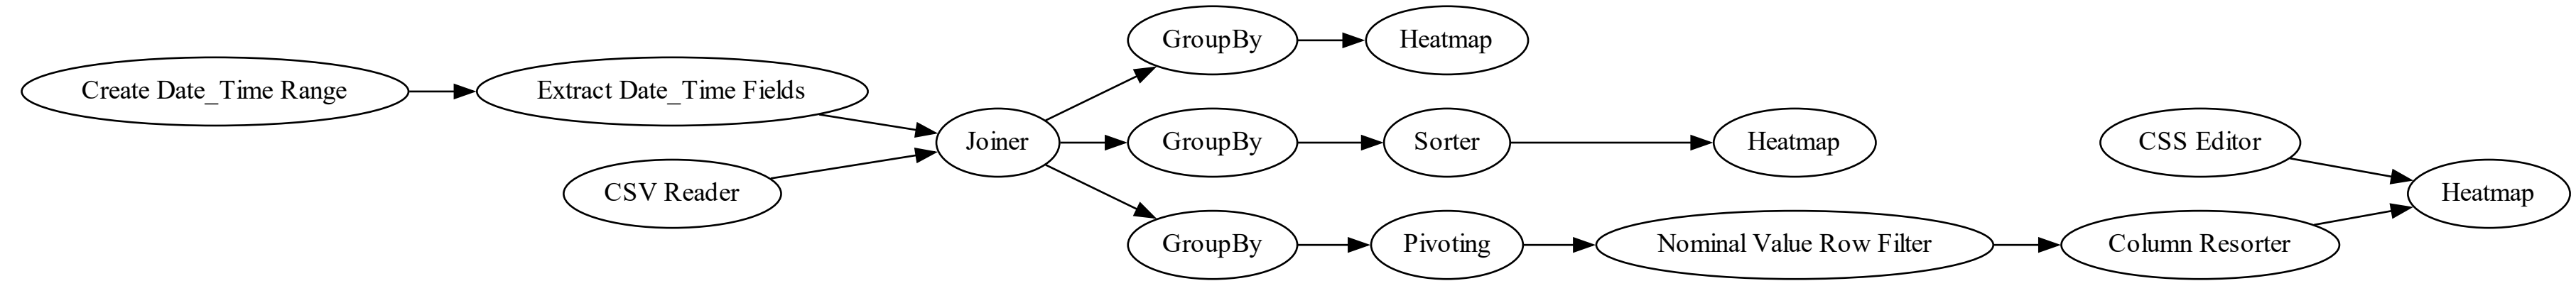 Create Date_Time Range
Extract Date_Time Fields
CSV Reader
Joiner
GroupBy
Heatmap
GroupBy
Sorter
Heatmap
GroupBy
Pivoting
Nominal Value Row Filter
Column Resorter
CSS Editor
Heatmap